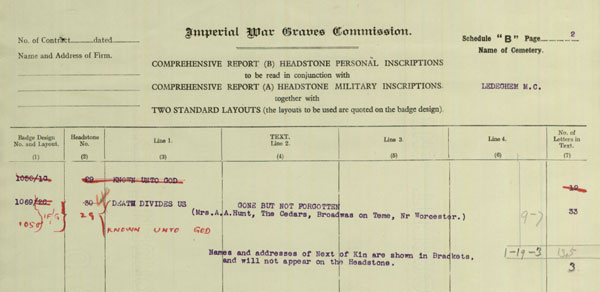 Imperial War Graves Commission.
No. of Contract dated
Name and Address of Firm.
Schedule "B" Page 2
Name of Cemetery.
LEDEGHEM M.C.
COMPREHENSIVE REPORT (B) HEADSTONE PERSONAL INSCRIPTIONS
to be read in conjunction with
COMPREHENSIVE REPORT (A) HEADSTONE MILITARY INSCRIPTIONS.
together with
TWO STANDARD LAYOUTS (the layouts to be used are quoted on the badge design).
Badge Design No. and Layout. (1)
Headstone No. (2)
Line 1. (3)
TEXT. Line 2. (4)
Line 3. (5)
Line 4. (6)
No. of Letters in Text. (7)
29 KNOWN UNTO GOD
DEATH DIVIDES US GONE BUT NOT FORGOTTEN 33
(Mrs.A.A.Hunt, The Cedars, Broadwas on Teme, Nr Worcester.)
29 KNOWN UNTO GOD
9-7
Names and addresses of Next of Kin are shown in Brackets, 1-19-3
and will not appear on the Headstone. 3